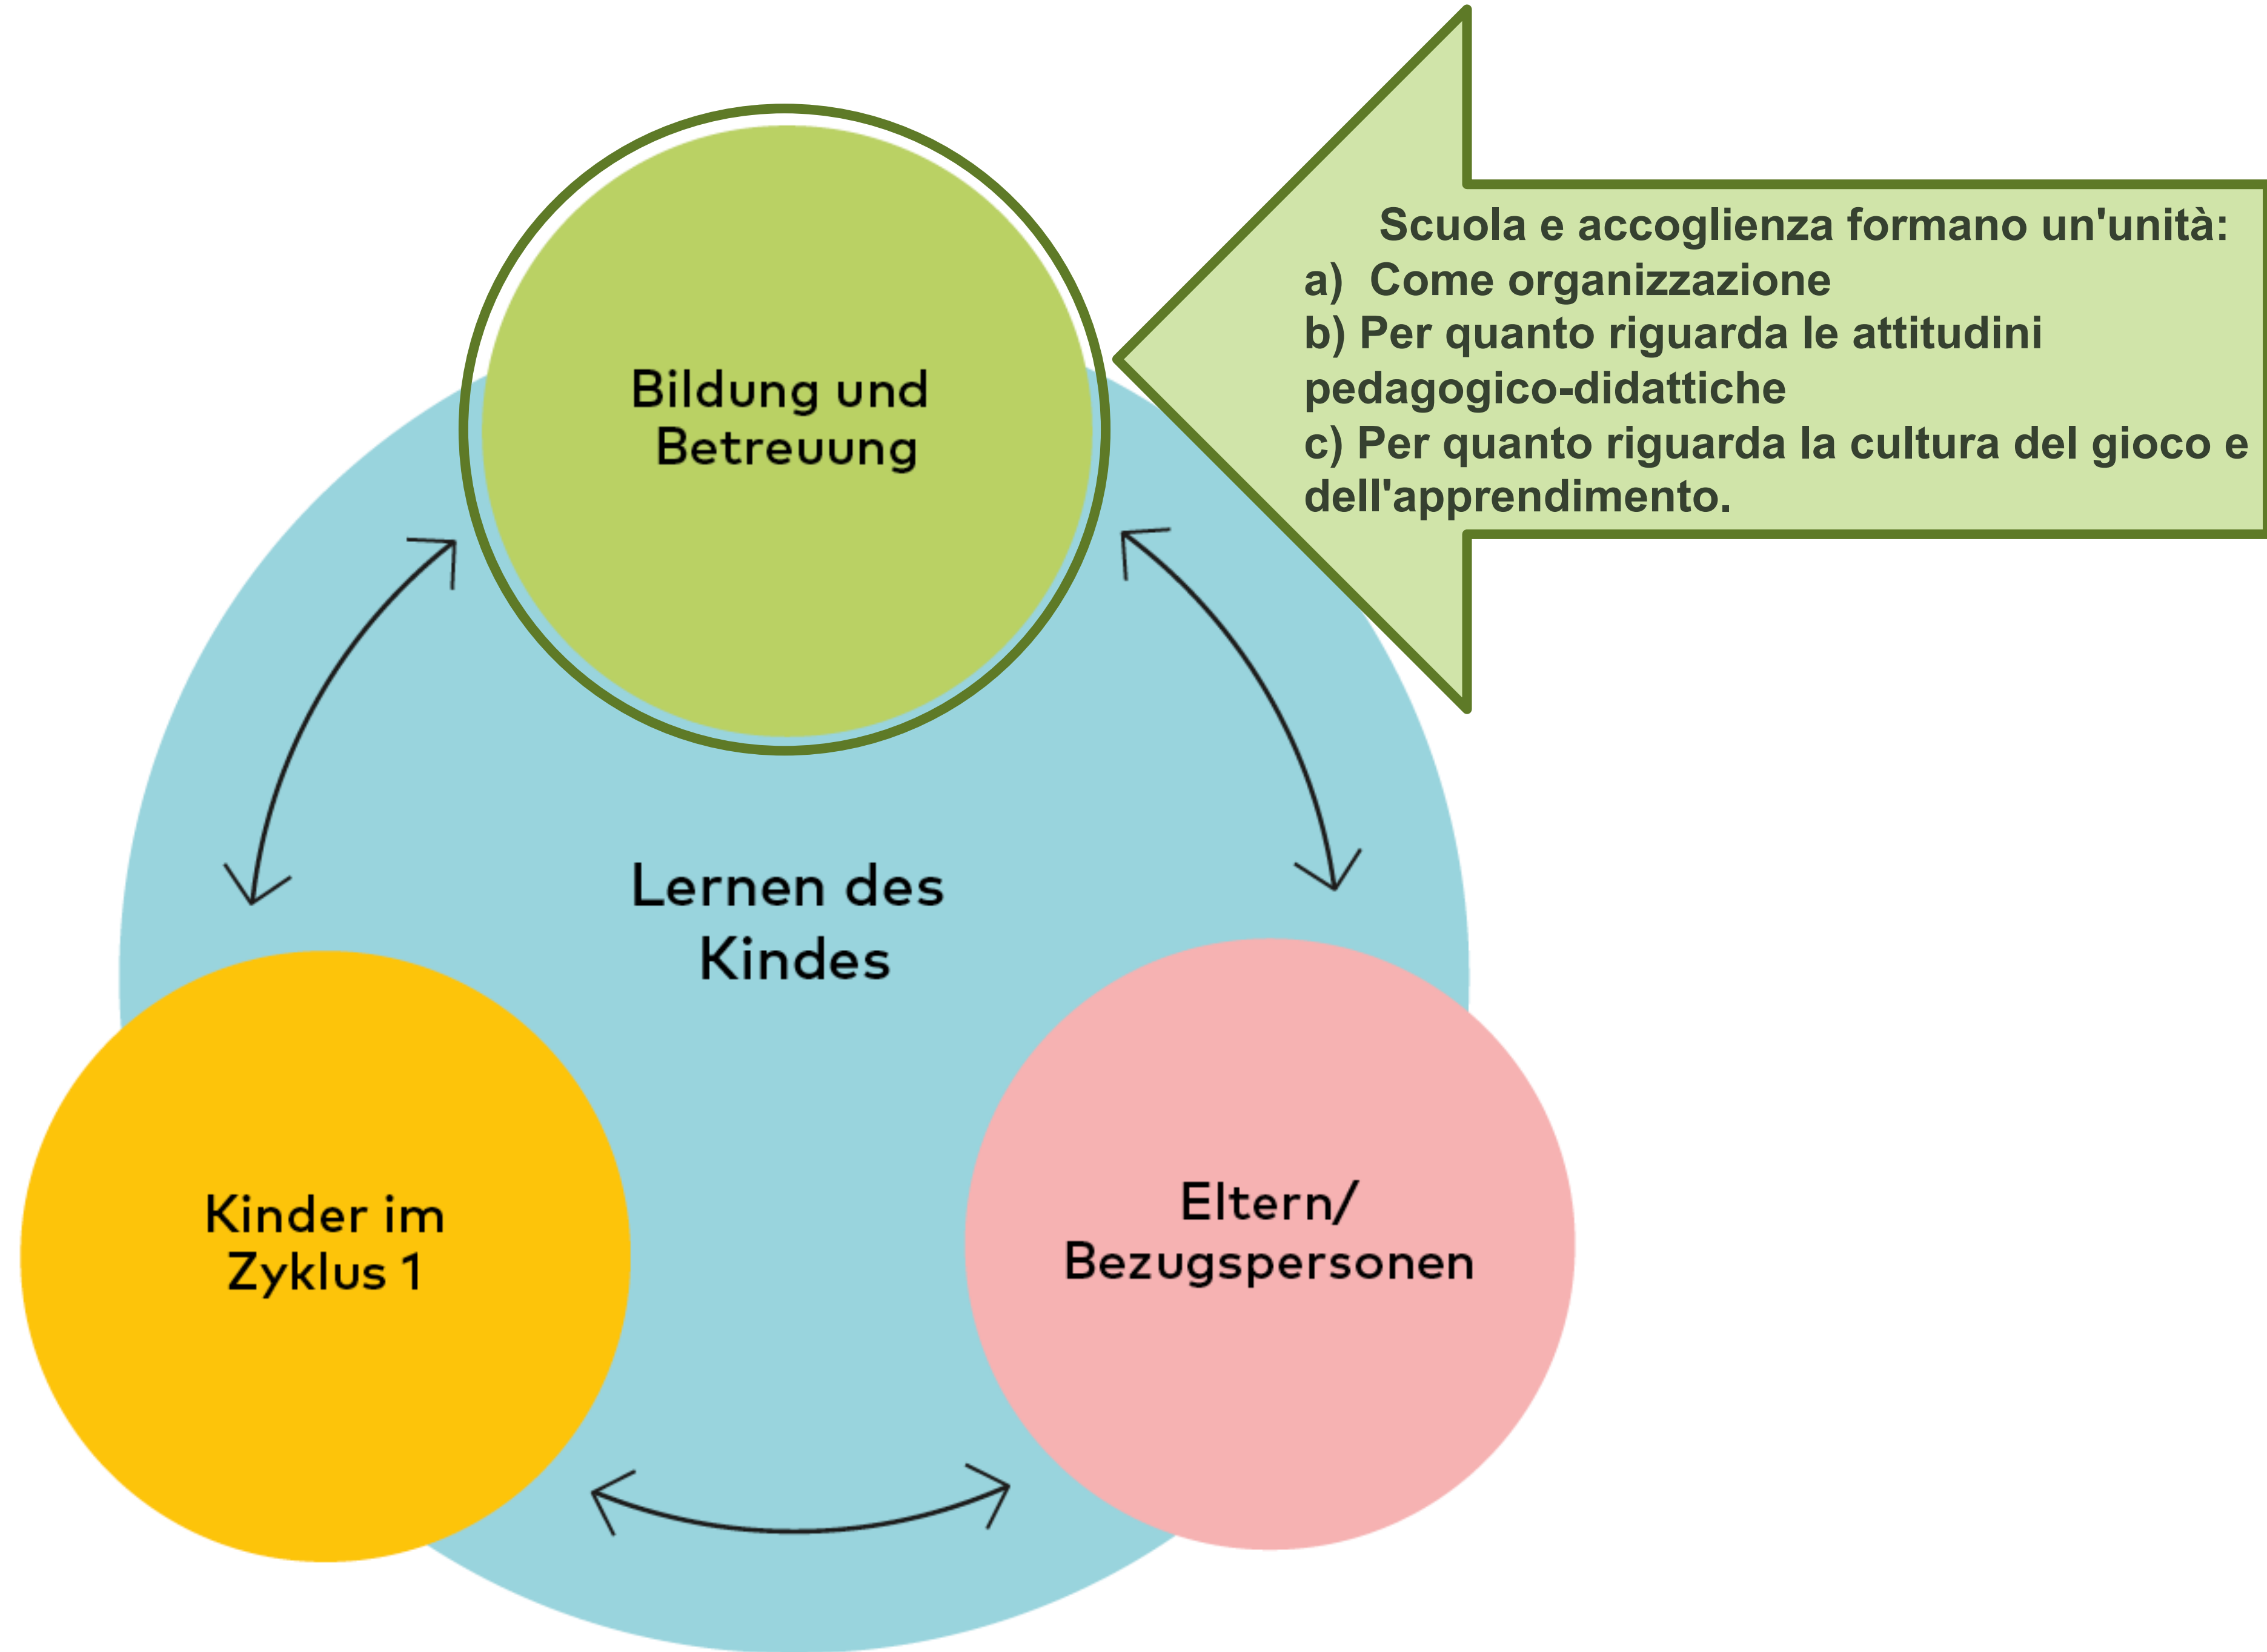 Bildung und
Betreuung
Scuola e accoglienza formano un'unità:
a) Come organizzazione
b) Per quanto riguarda le attitudini
pedagogico-didattiche
c) Per quanto riguarda la cultura del gioco e
dell'apprendimento.
Lernen des
Kindes
Kinder im
Zyklus 1
Eltern/
Bezugspersonen